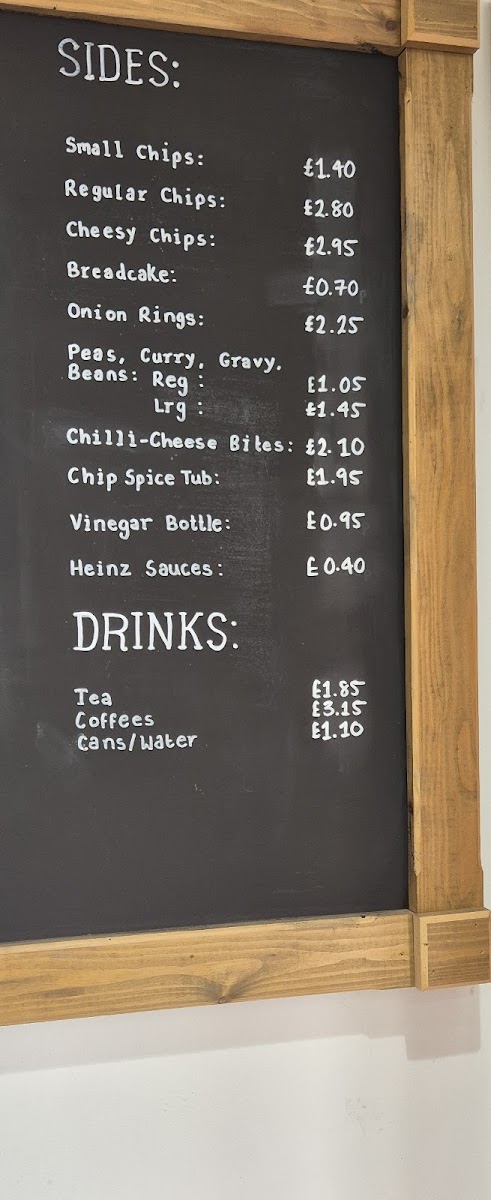 SIDES:
Small Chips: £1.40
Regular Chips: £2.80
Cheesy Chips: £2.95
Breadcake: £0.70
Onion Rings: £2.25
Peas, Curry, Gravy,
Beans: Reg : £1.05
Lrg : £1.45
Chilli-Cheese Bites: £2.10
Chip Spice Tub: £1.95
Vinegar Bottle: £0.95
Heinz Sauces: £0.40
DRINKS:
Tea £1.85
Coffees £3.15
Cans/Water £1.10